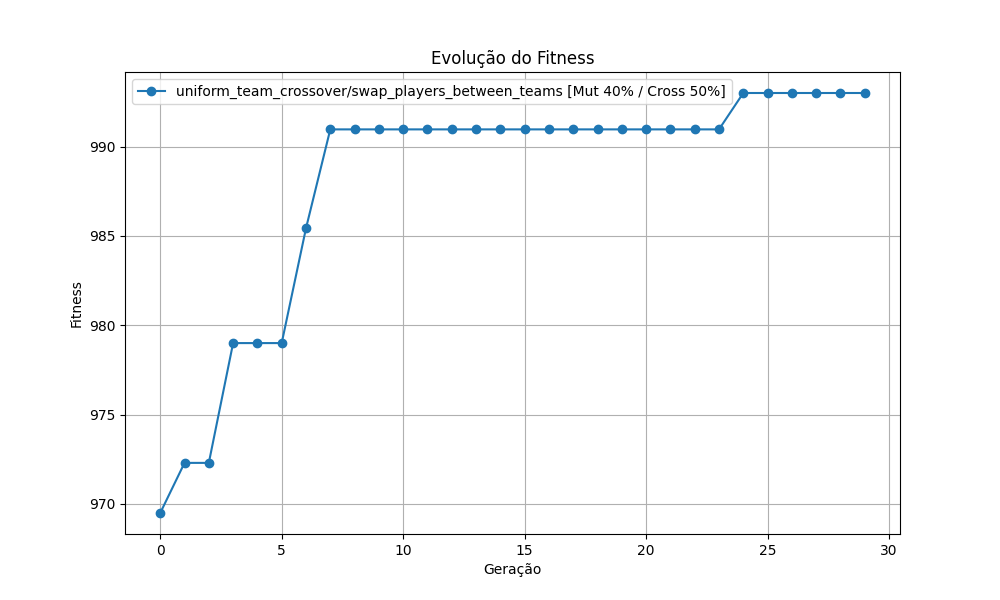 Evolução do Fitness
uniform_team_crossover/swap_players_between_teams [Mut 40% / Cross 50%]
Fitness
990
985
980
975
970
0 5 10 15 20 25 30
Geração